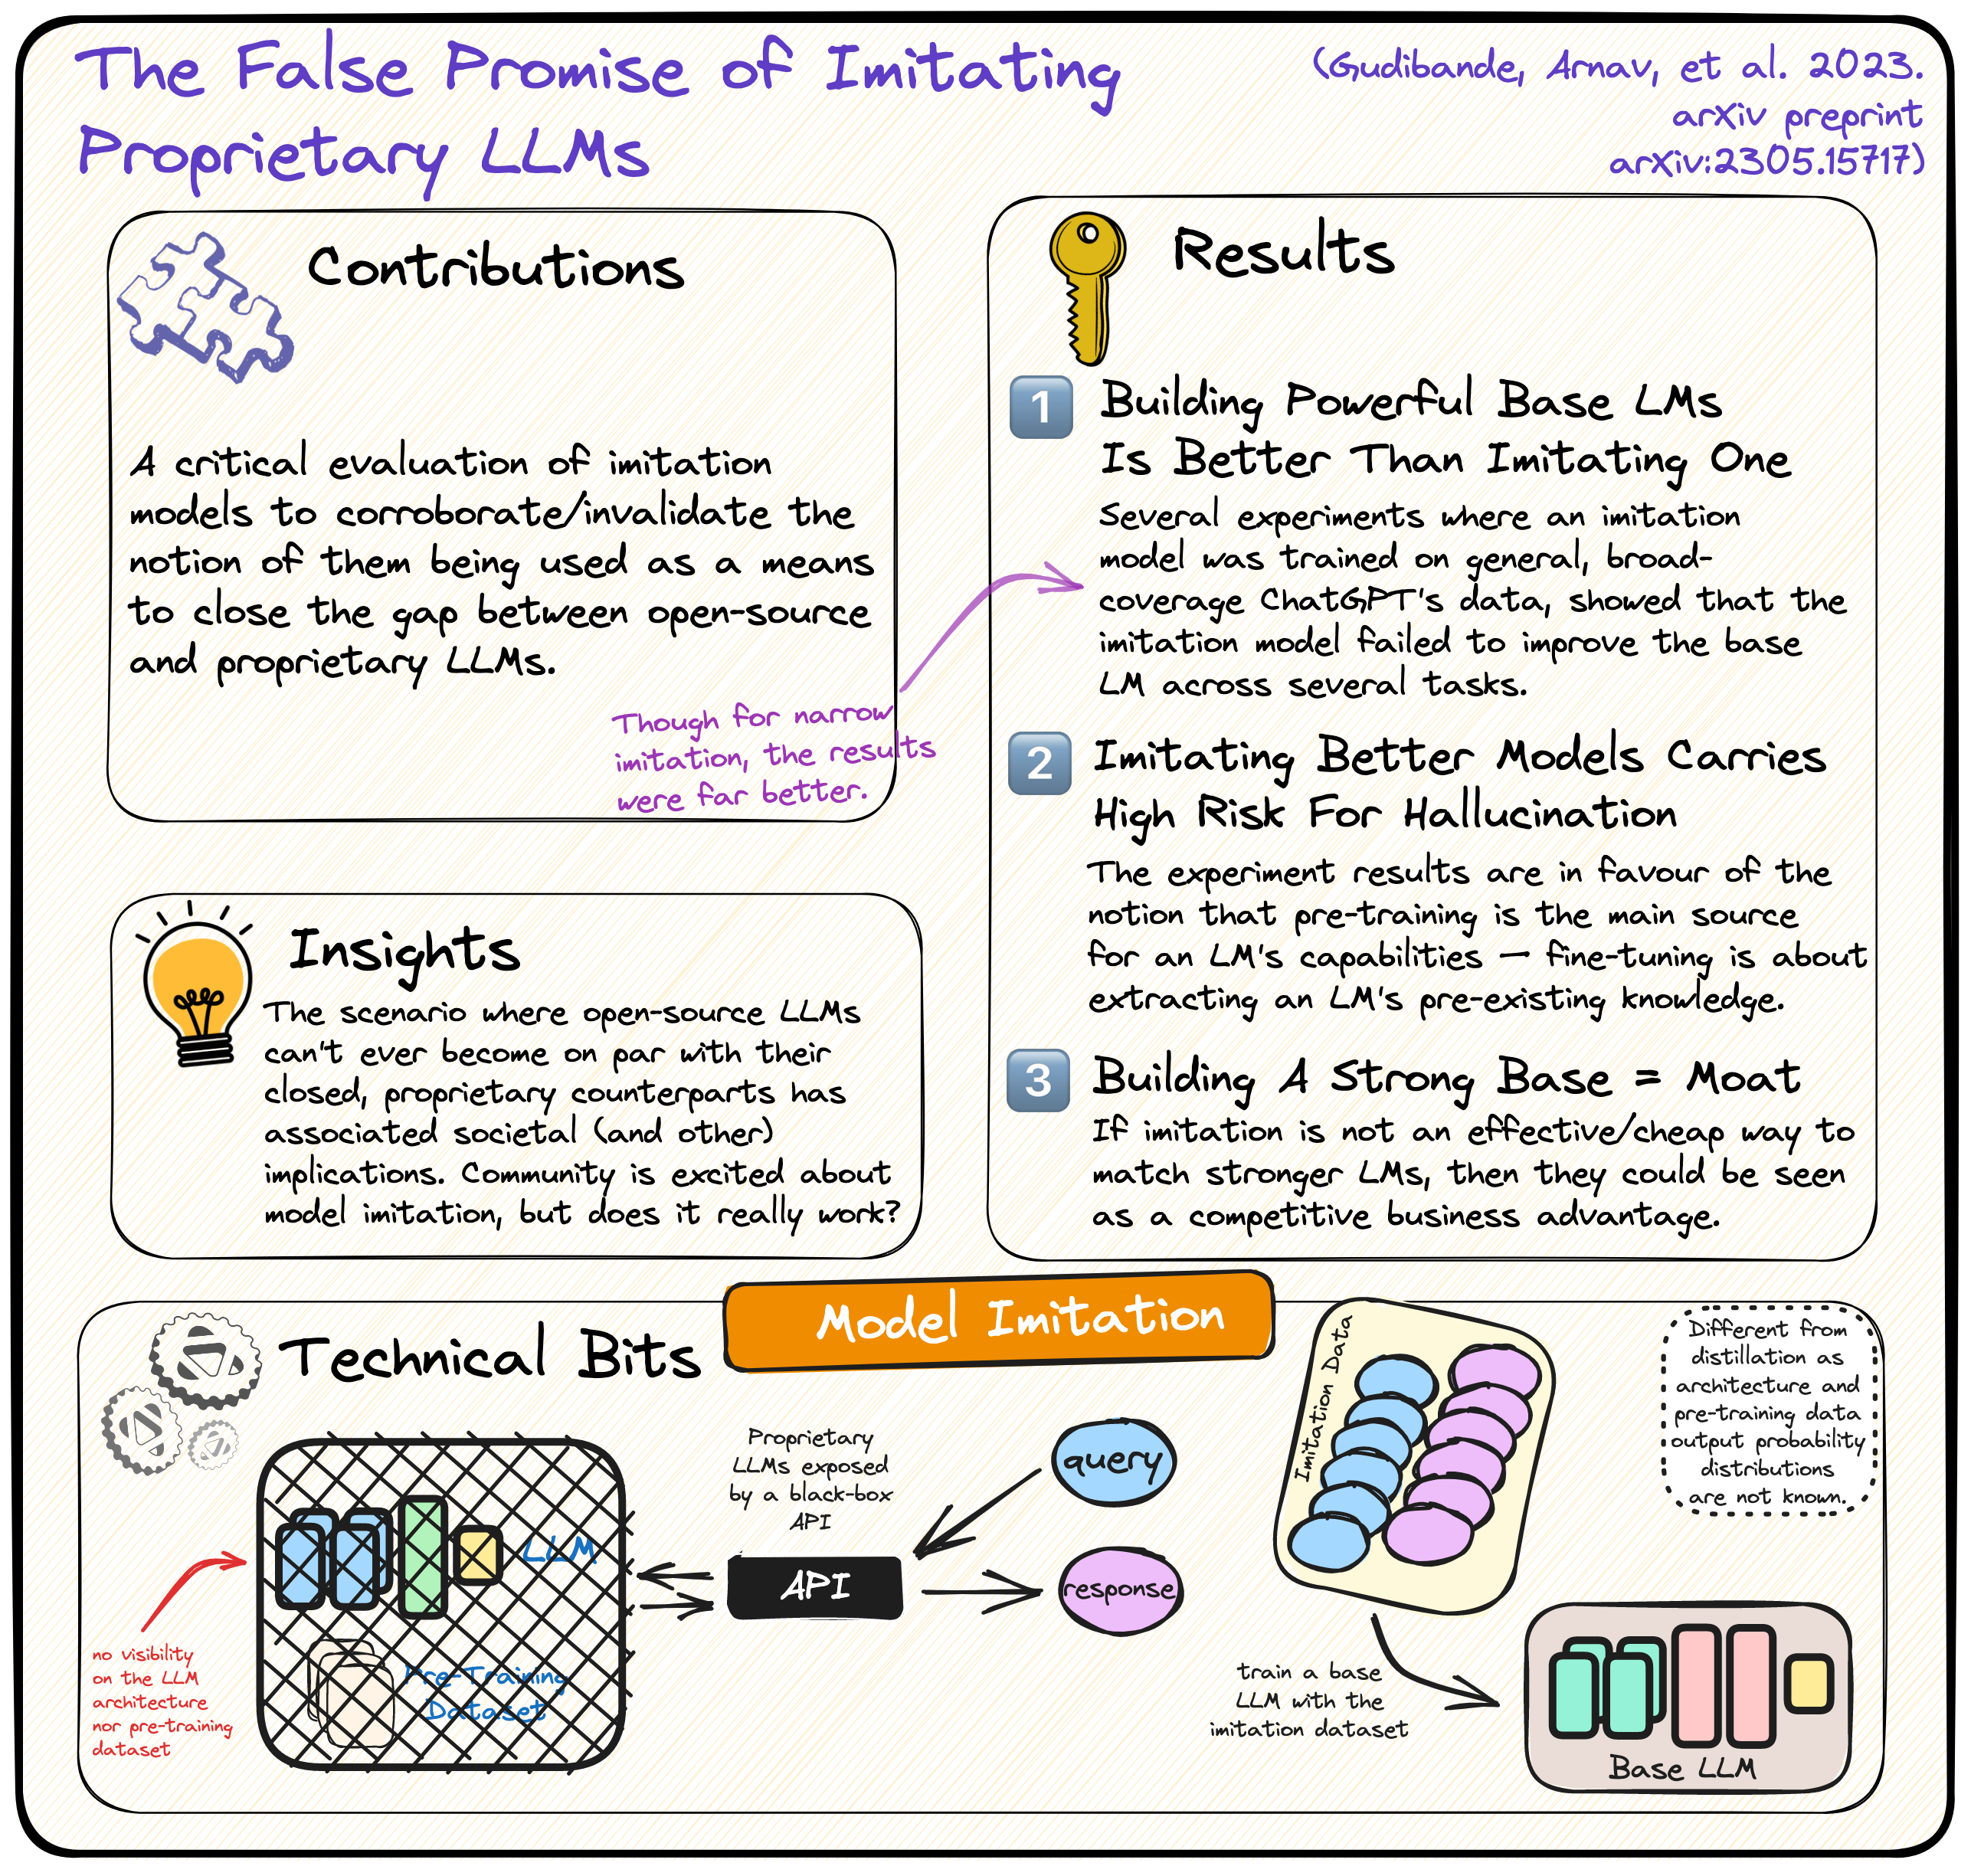 The False Promise of Imitating
Proprietary LLMs
(Gudibande, Arnav, et al. 2023.
arXiv preprint
arXiv:2305.15717)
Contributions
A critical evaluation of imitation
models to corroborate/invalidate the
notion of them being used as a means
to close the gap between open-source
and proprietary LLMs.
Though for narrow
imitation, the results
were far better.
Insights
The scenario where open-source LLMs
can't ever become on par with their
closed, proprietary counterparts has
associated societal (and other)
implications. Community is excited about
model imitation, but does it really work?
Results
1
Building Powerful Base LMs
Is Better Than Imitating One
Several experiments where an imitation
model was trained on general, broad-
coverage ChatGPT's data, showed that the
imitation model failed to improve the base
LM across several tasks.
2
Imitating Better Models Carries
High Risk For Hallucination
The experiment results are in favour of the
notion that pre-training is the main source
for an LM's capabilities — fine-tuning is about
extracting an LM's pre-existing knowledge.
3
Building A Strong Base = Moat
If imitation is not an effective/cheap way to
match stronger LMs, then they could be seen
as a competitive business advantage.
Model Imitation
Technical Bits
no visibility
on the LLM
architecture
nor pre-training
dataset
LLM
Pre-Training
Dataset
Proprietary
LLMs exposed
by a black-box
API
API
query
response
Imitation Data
train a base
LLM with the
imitation dataset
Base LLM
Different from
distillation as
architecture and
pre-training data
output probability
distributions
are not known.